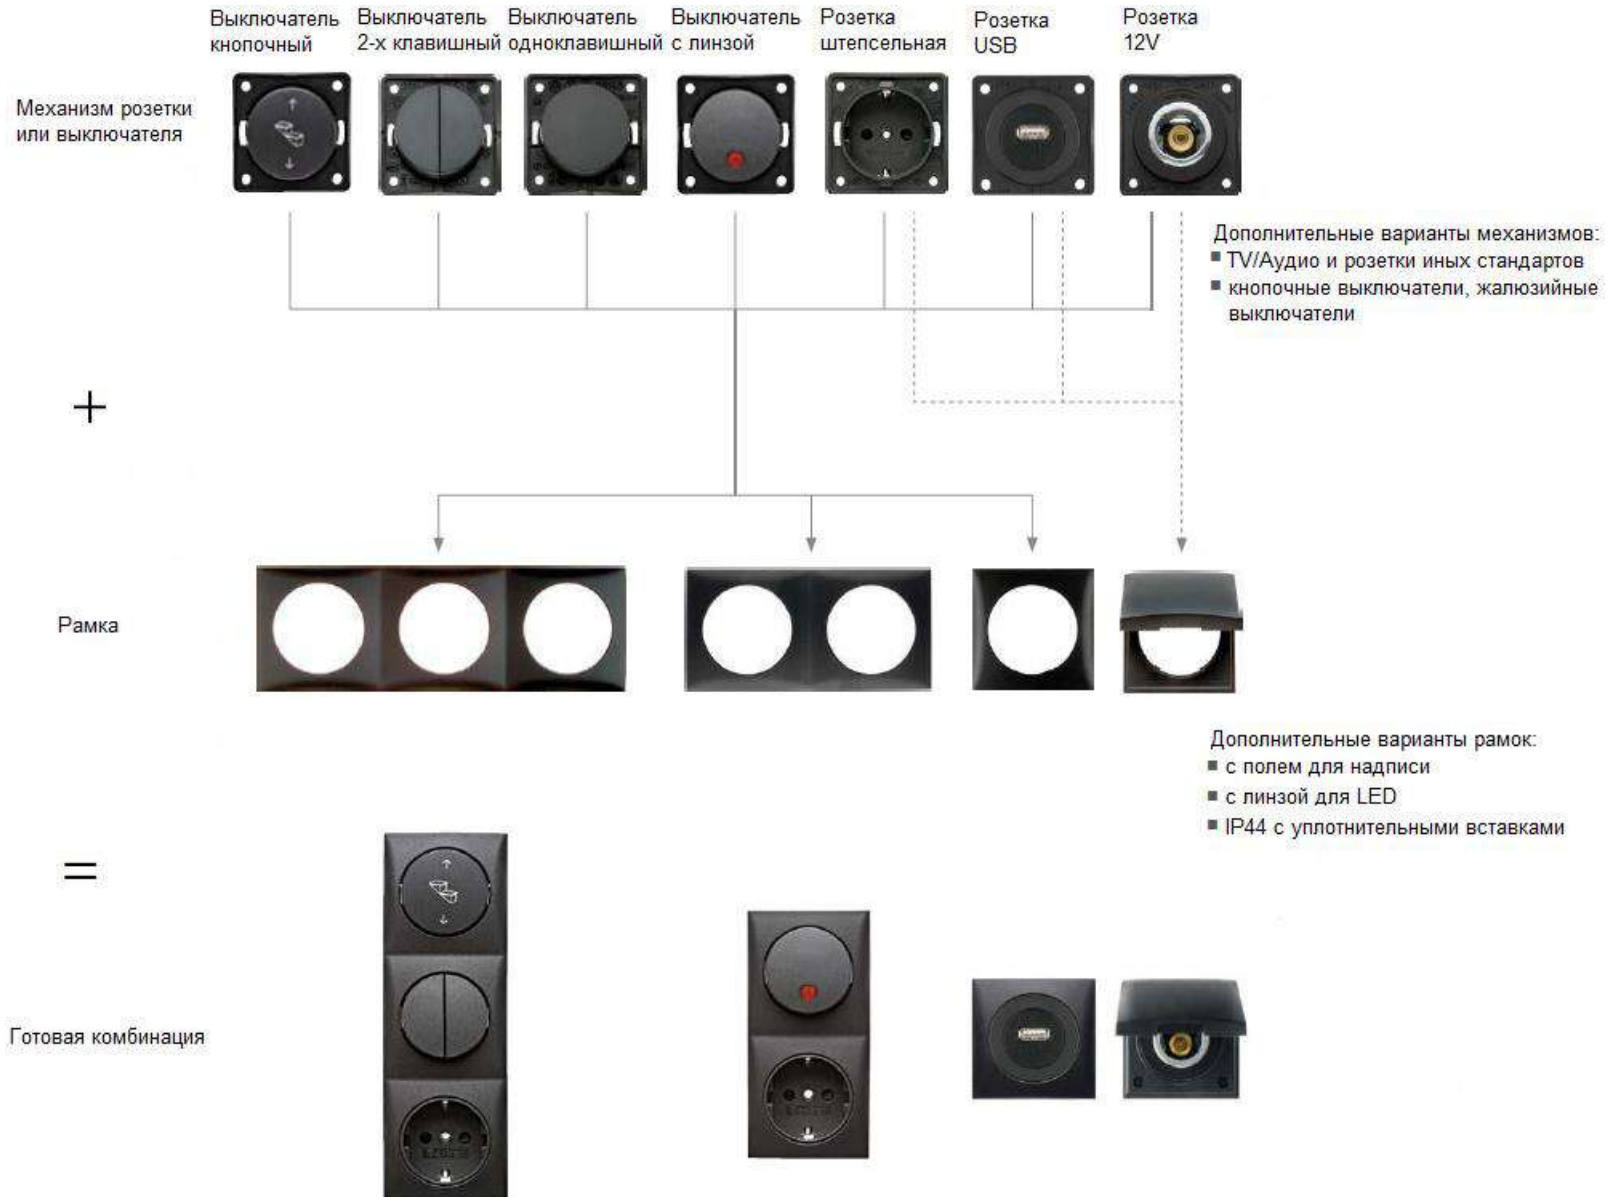 Выключатель
кнопочный
Выключатель
2-х клавишный
Выключатель
одноклавишный
Выключатель
с линзой
Розетка
штепсельная
Розетка
USB
Розетка
12V
Механизм розетки
или выключателя
Дополнительные варианты механизмов:
TV/Аудио и розетки иных стандартов
кнопочные выключатели, жалюзийные
выключатели
+
Рамка
Дополнительные варианты рамок:
с полем для надписи
с линзой для LED
IP44 с уплотнительными вставками
=
Готовая комбинация